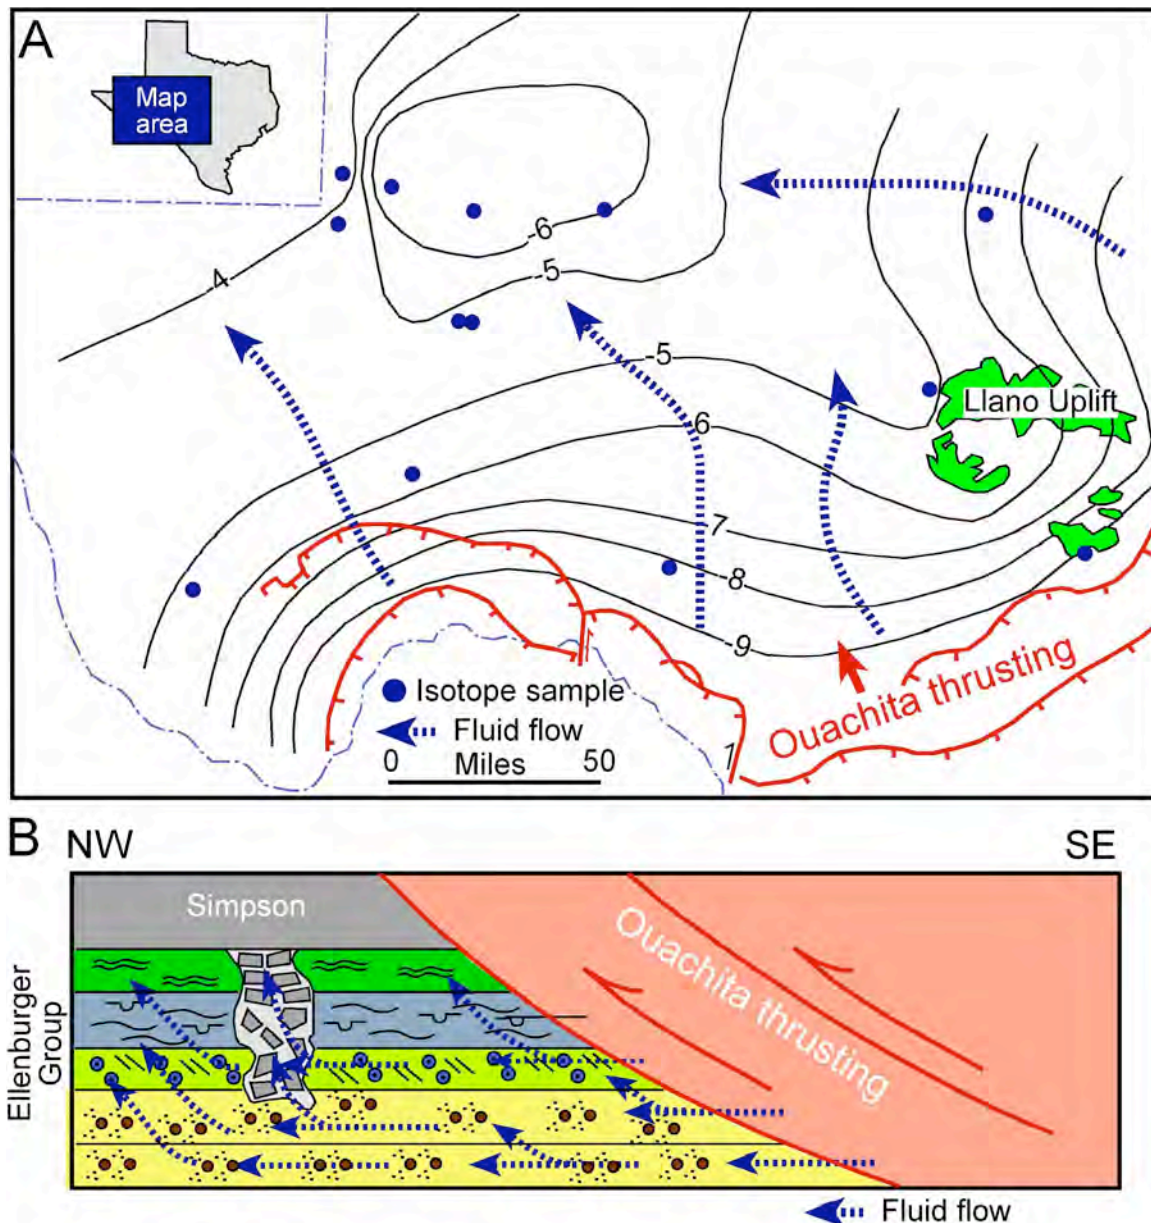 A
Map
area
-4
-6
-5
-5
-6
-7
-8
-9
Llano Uplift
Isotope sample
Fluid flow
0 Miles 50
Ouachita thrusting
B NW SE
Simpson
Ouachita thrusting
Ellenburger
Group
Fluid flow